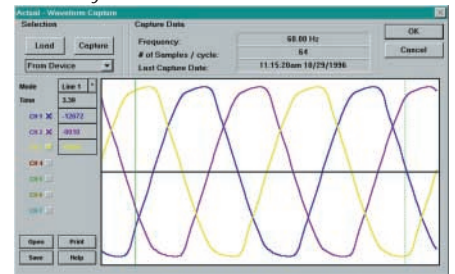 Actual - Waveform Capture
Selection
Load
Capture
From Device
Capture Data
Frequency:
60.00 Hz
# of Samples / cycle:
64
Last Capture Date:
11:15:20am 10/29/1996
OK
Cancel
Mode
Line 1
Time
3.30
CH 1
-12672
CH 2
CH 4
Open
Print
Save
Help